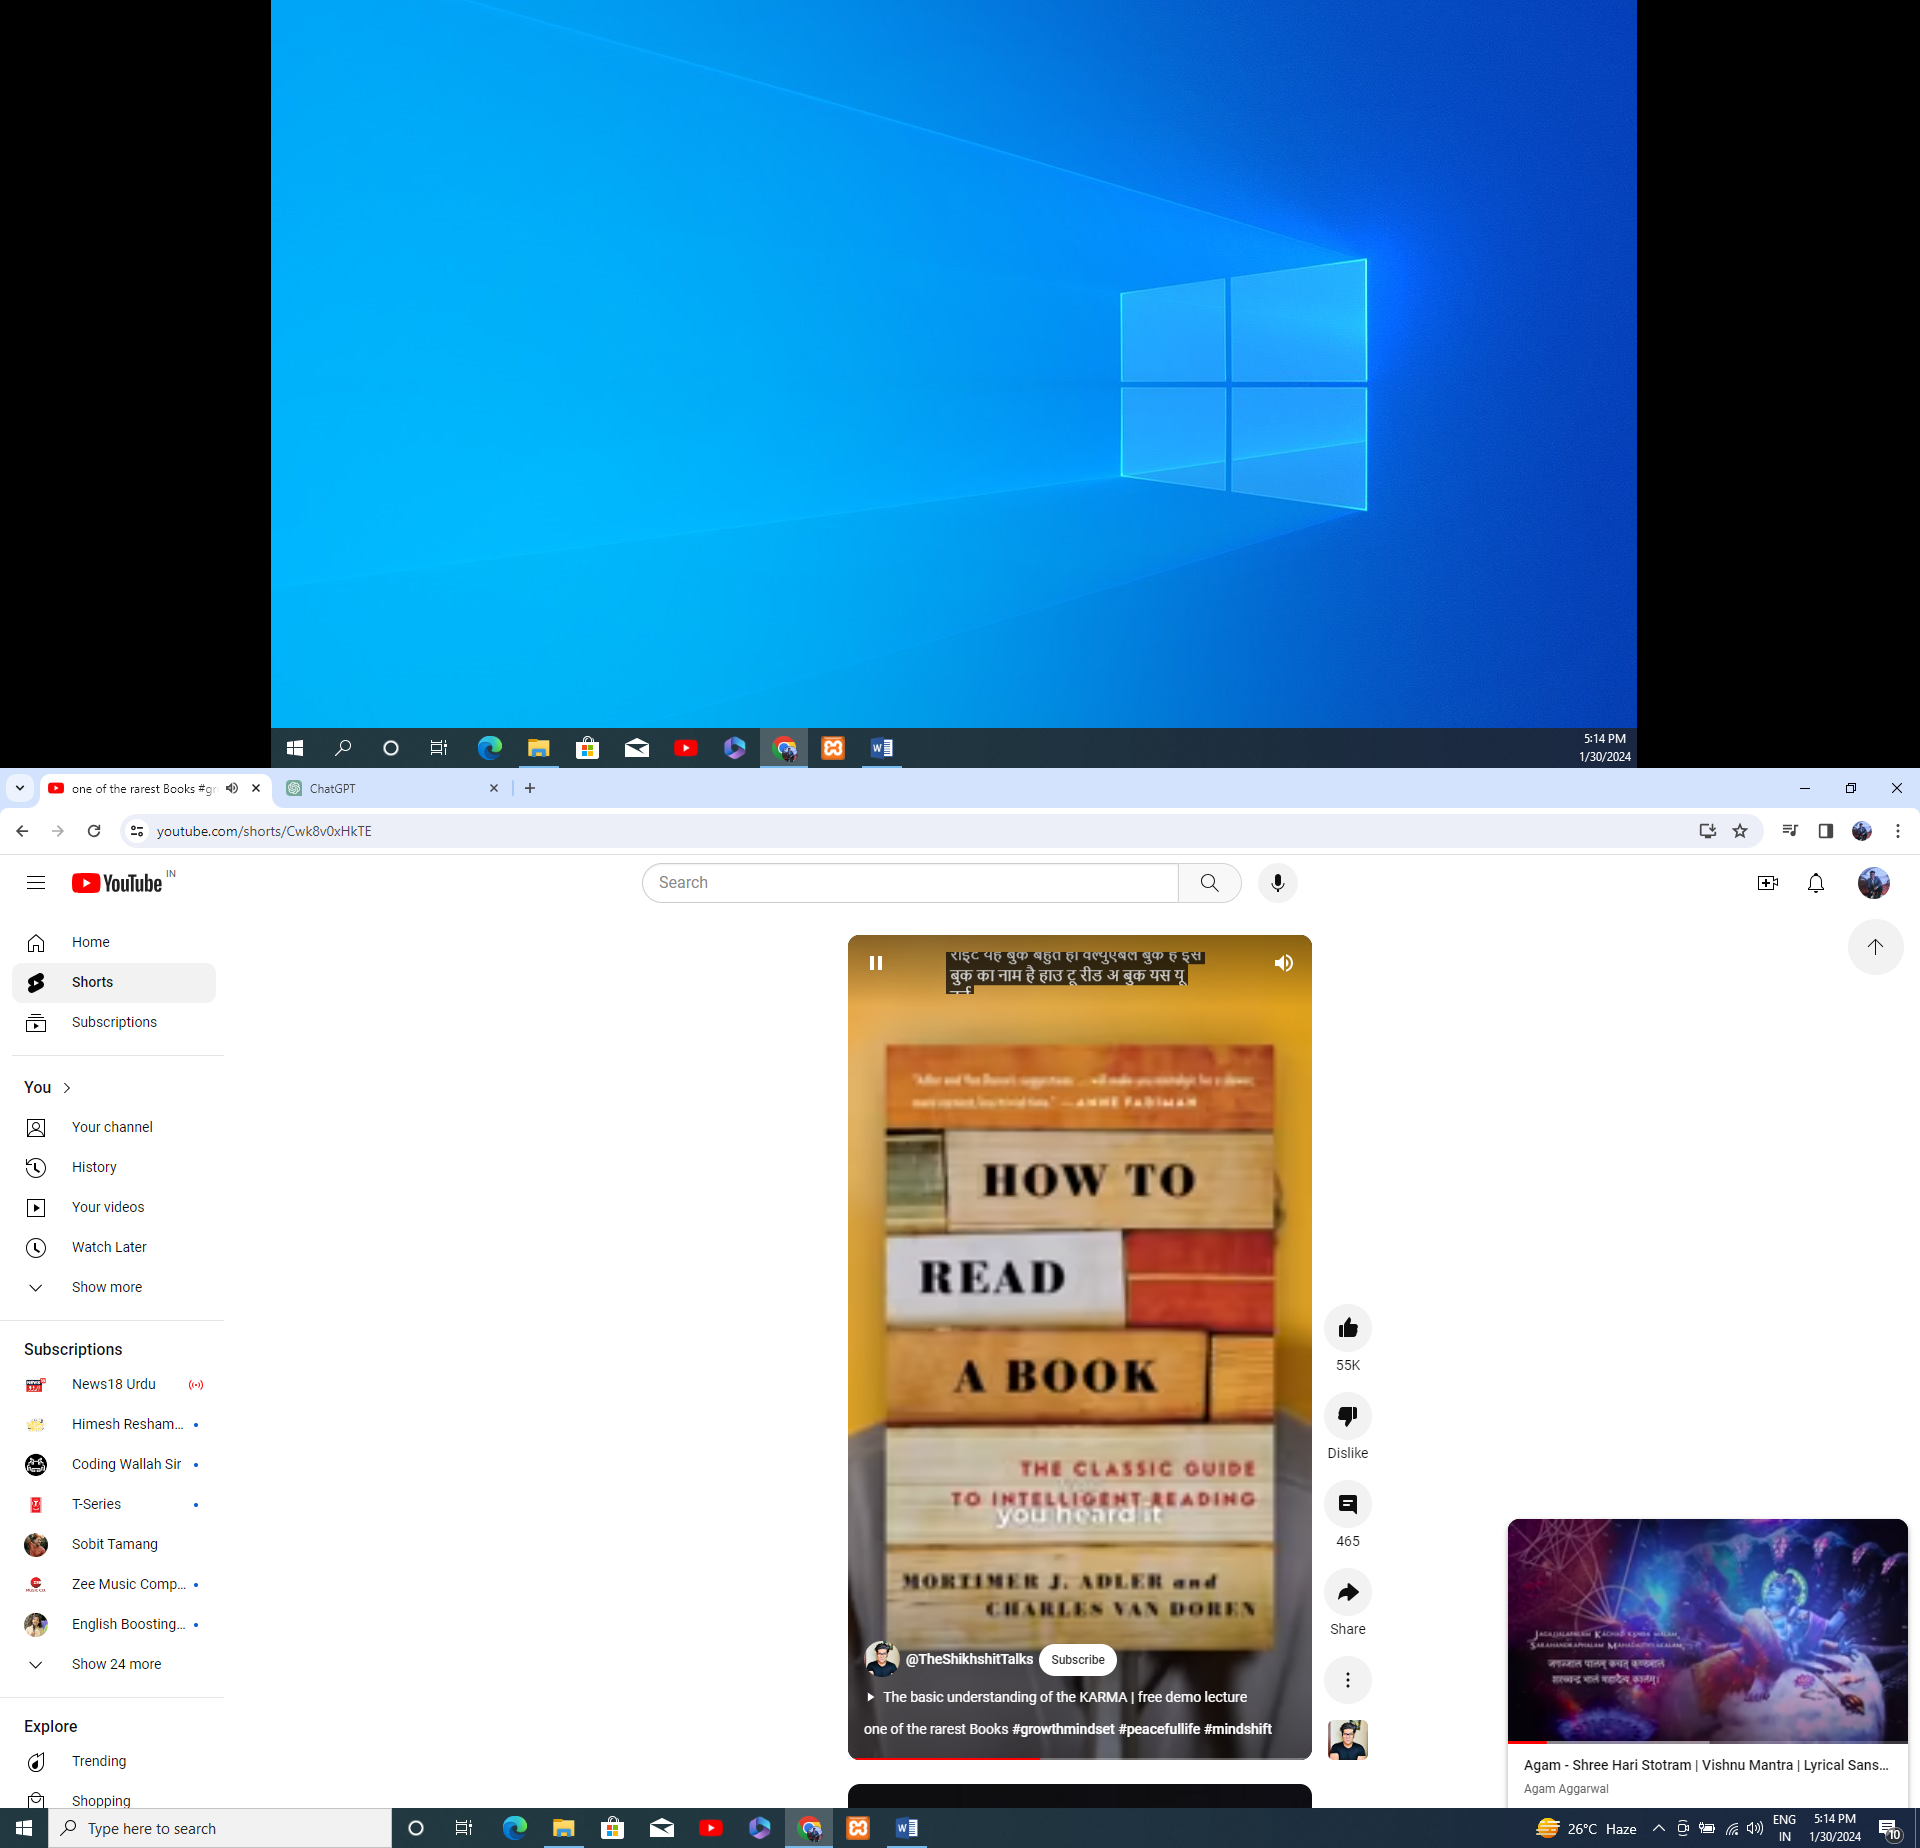 5:14 PM
1/30/2024
one of the rarest Books #gr
ChatGPT
youtube.com/shorts/Cwk8v0xHkTE
YouTube IN
Search
Home
Shorts
Subscriptions
You
Your channel
History
Your videos
Watch Later
Show more
Subscriptions
News18 Urdu
Himesh Resham...
Coding Wallah Sir
T-Series
Sobit Tamang
Zee Music Comp...
English Boosting...
Show 24 more
Explore
Trending
Shopping
राइट यह बुक बहुत ही वैल्युएबल बुक है इस
बुक का नाम है हाउ टू रीड अ बुक यस यू
ANNE FADIMAN
HOW TO
READ
A BOOK
THE CLASSIC GUIDE
TO INTELLIGENT READING
you heard it
MORTIMER J. ADLER and
CHARLES VAN DOREN
@TheShikhshitTalks Subscribe
The basic understanding of the KARMA | free demo lecture
one of the rarest Books #growthmindset #peacefullife #mindshift
55K
Dislike
465
Share
Agam - Shree Hari Stotram | Vishnu Mantra | Lyrical Sans...
Agam Aggarwal
Type here to search
26°C Haze
ENG
IN
5:14 PM
1/30/2024
10